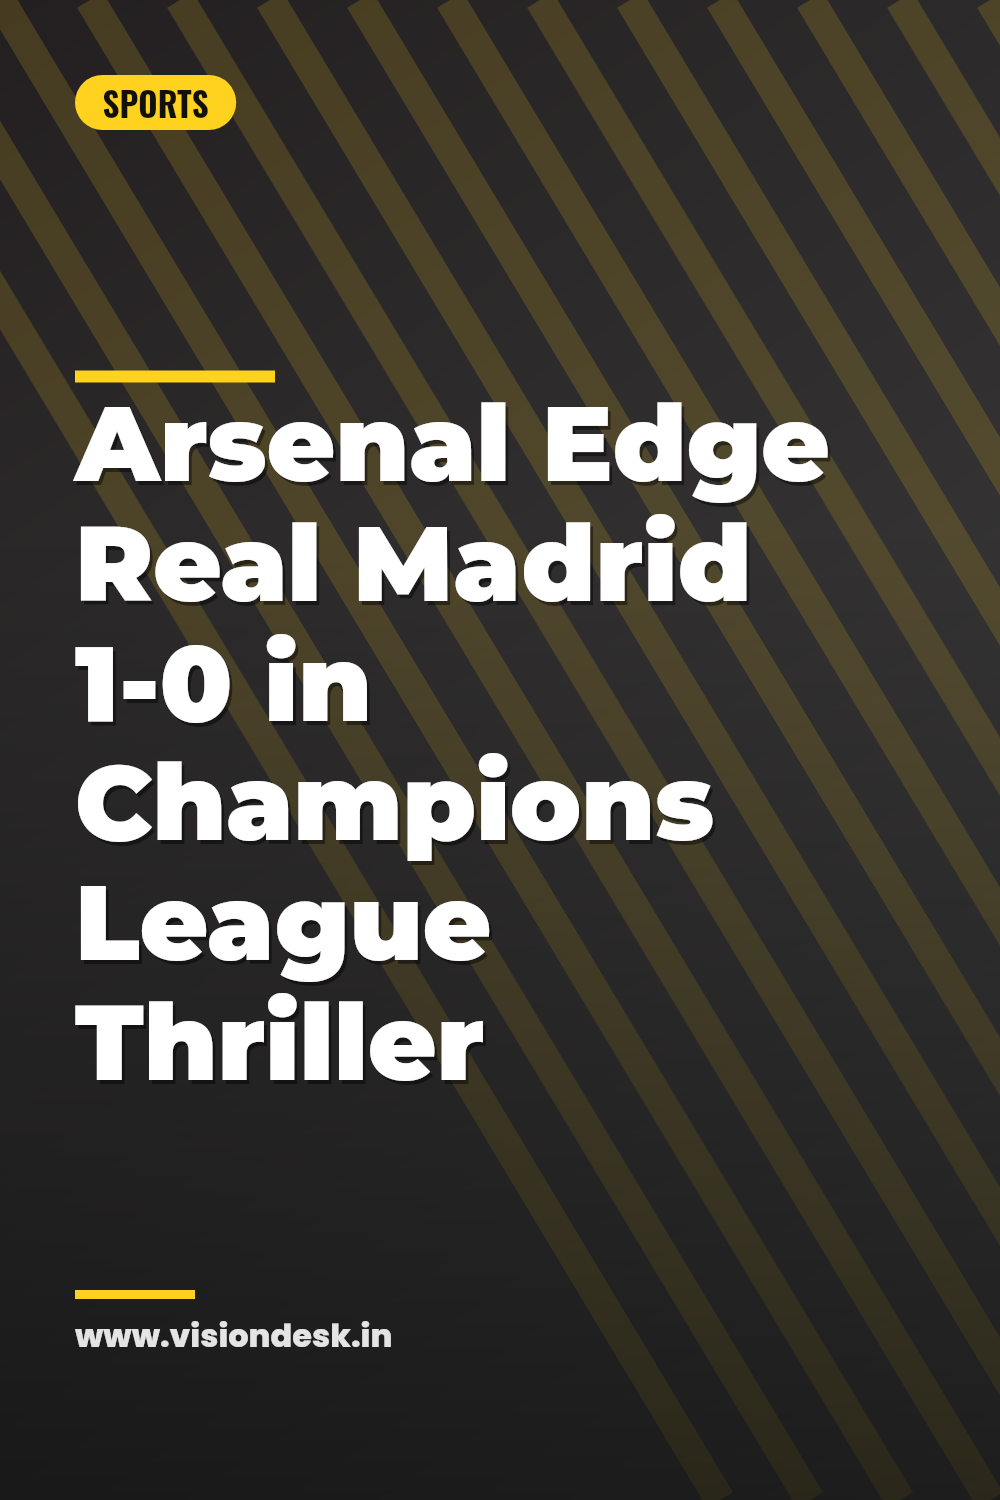 SPORTS
Arsenal Edge
Real Madrid
1-0 in
Champions
League
Thriller
www.visiondesk.in